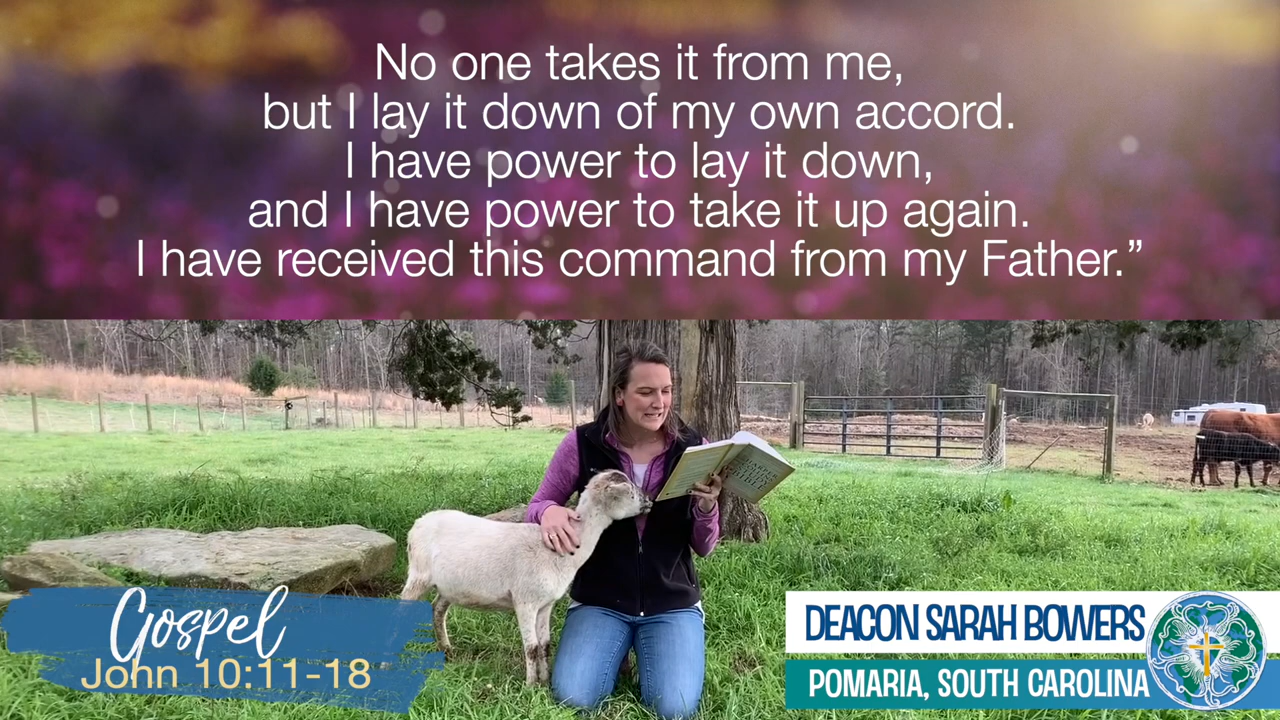 No one takes it from me,
but I lay it down of my own accord.
I have power to lay it down,
and I have power to take it up again.
I have received this command from my Father.”
Gospel
John 10:11-18
DEACON SARAH BOWERS
POMARIA, SOUTH CAROLINA